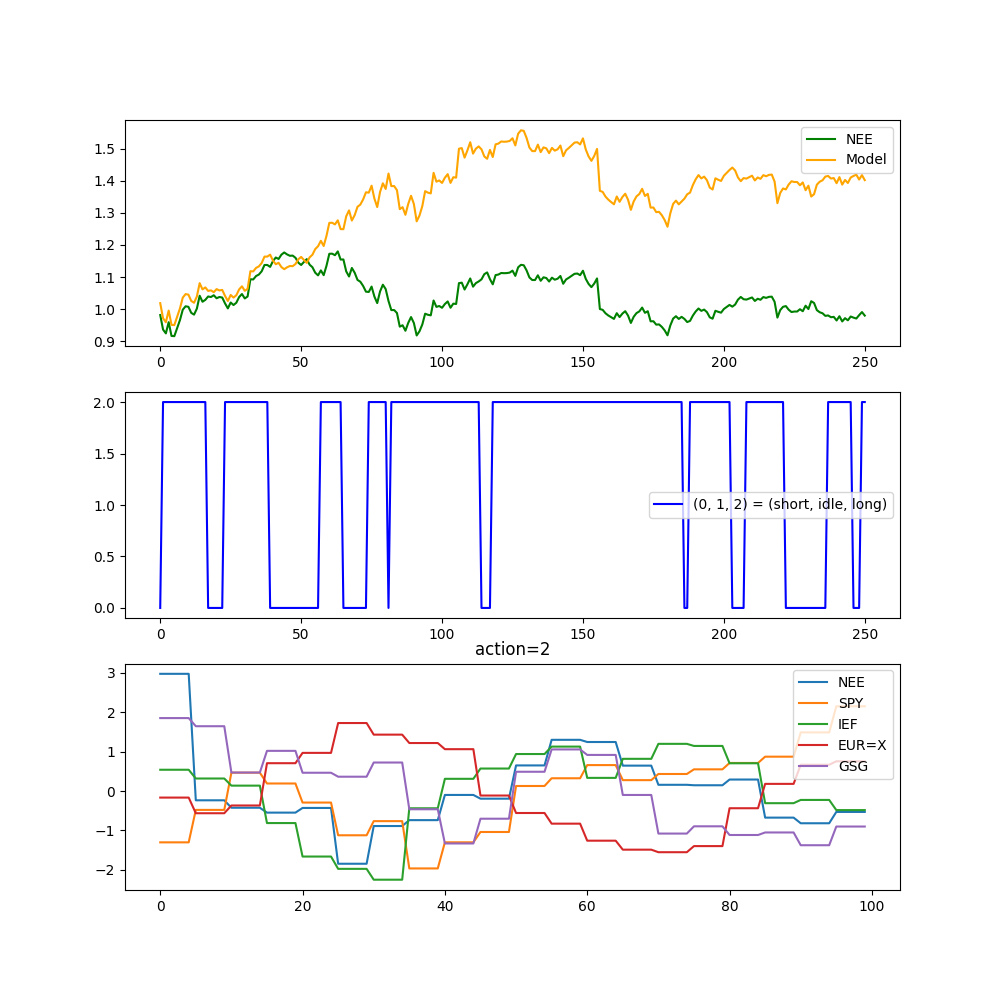 NEE
Model
1.5
1.4
1.3
1.2
1.1
1.0
0.9
0 50 100 150 200 250
2.0
1.5
1.0
0.5
0.0
(0, 1, 2) = (short, idle, long)
0 50 100 150 200 250
action=2
3
2
1
0
−1
−2
NEE
SPY
IEF
EUR=X
GSG
0 20 40 60 80 100